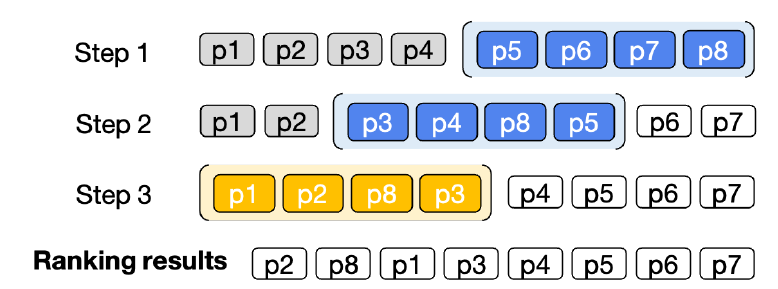 Step 1 p1 p2 p3 p4 p5 p6 p7 p8
Step 2 p1 p2 p3 p4 p8 p5 p6 p7
Step 3 p1 p2 p8 p3 p4 p5 p6 p7
Ranking results p2 p8 p1 p3 p4 p5 p6 p7